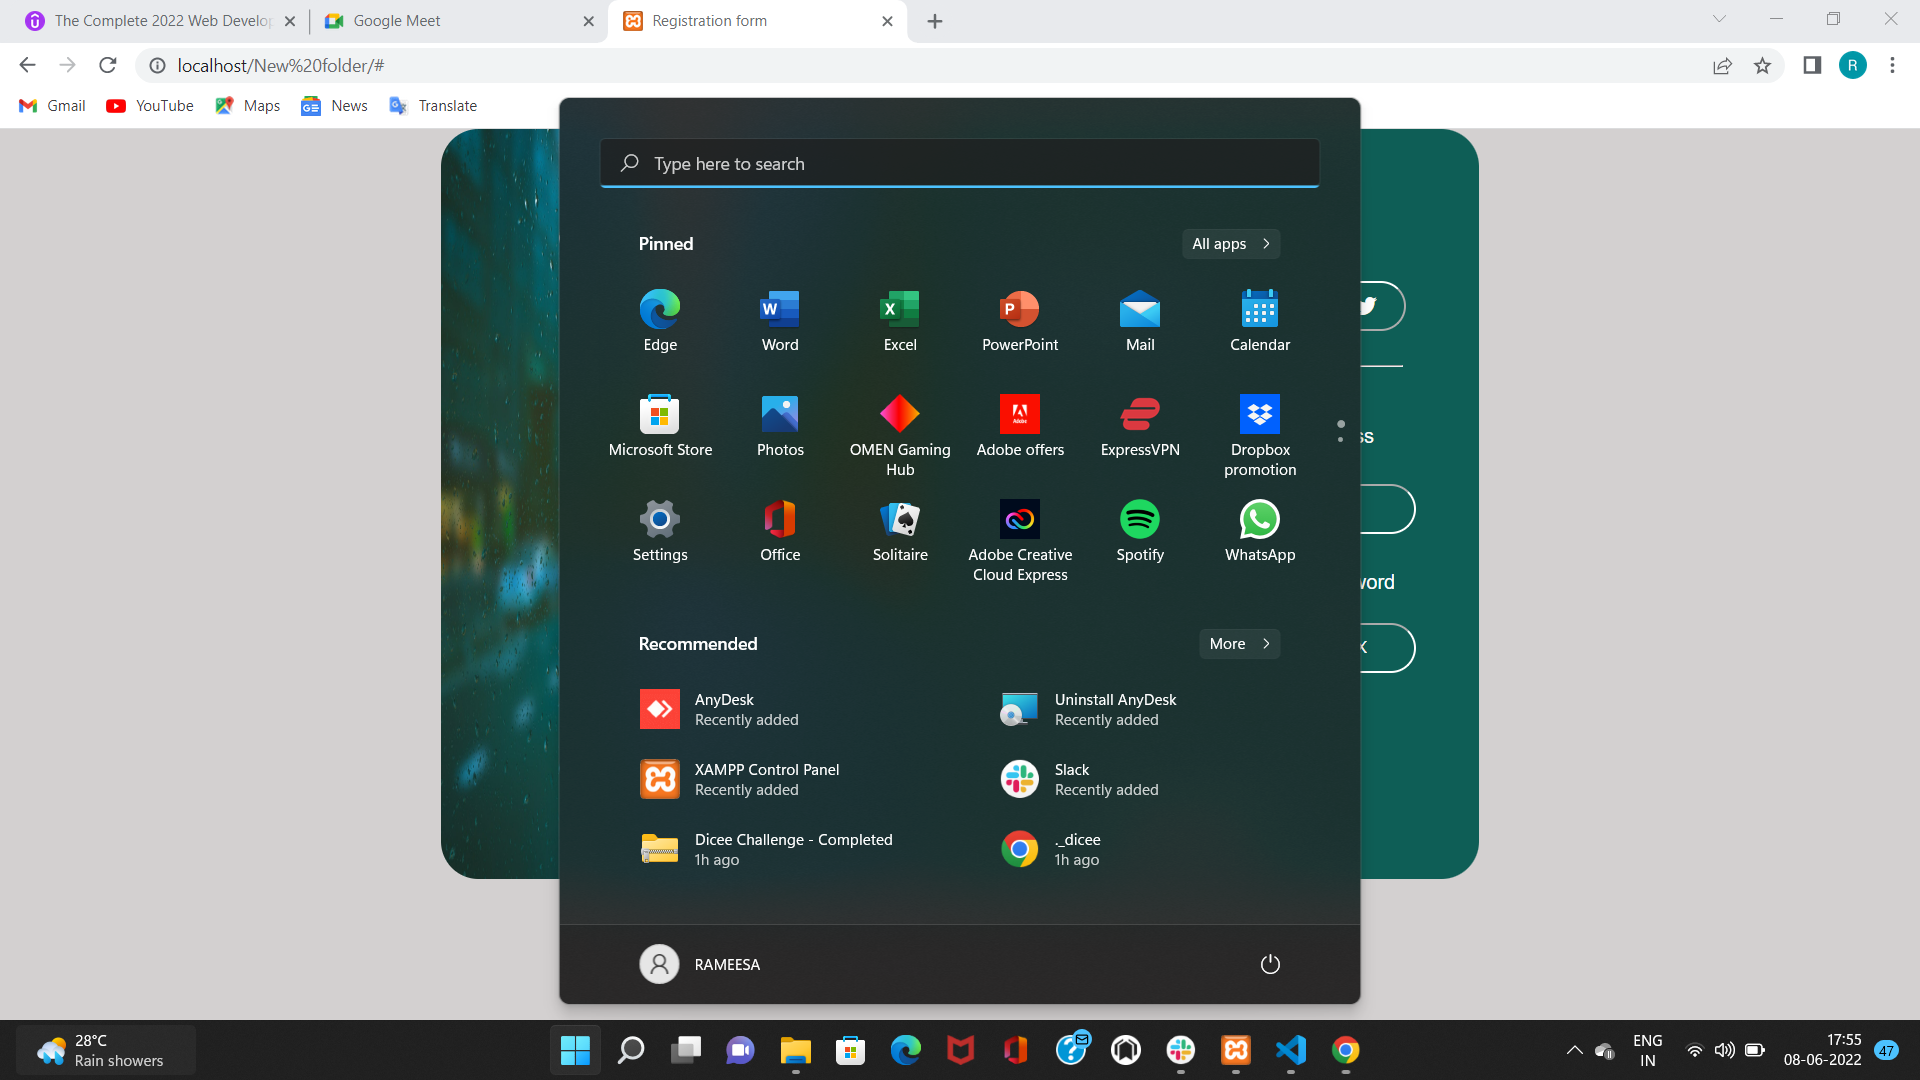 The Complete 2022 Web Develop
Google Meet
Registration form
localhost/New%20folder/#
R
Gmail
YouTube
Maps
News
Translate
Type here to search
Pinned
All apps
Edge
Word
Excel
PowerPoint
Mail
Calendar
Microsoft Store
Photos
OMEN Gaming
Hub
Adobe offers
ExpressVPN
Dropbox
promotion
ss
Settings
Office
Solitaire
Adobe Creative
Cloud Express
Spotify
WhatsApp
word
Recommended
More
AnyDesk
Recently added
Uninstall AnyDesk
Recently added
XAMPP Control Panel
Recently added
Slack
Recently added
Dicee Challenge - Completed
1h ago
._dicee
1h ago
RAMEESA
28°C
Rain showers
ENG
IN
17:55
08-06-2022
47